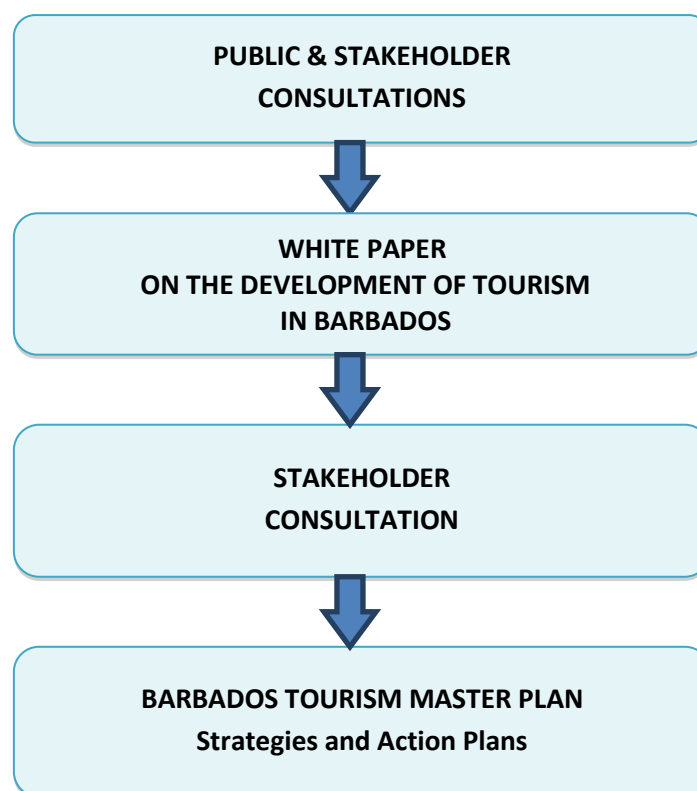 PUBLIC & STAKEHOLDER
CONSULTATIONS
WHITE PAPER
ON THE DEVELOPMENT OF TOURISM
IN BARBADOS
STAKEHOLDER
CONSULTATION
BARBADOS TOURISM MASTER PLAN
Strategies and Action Plans